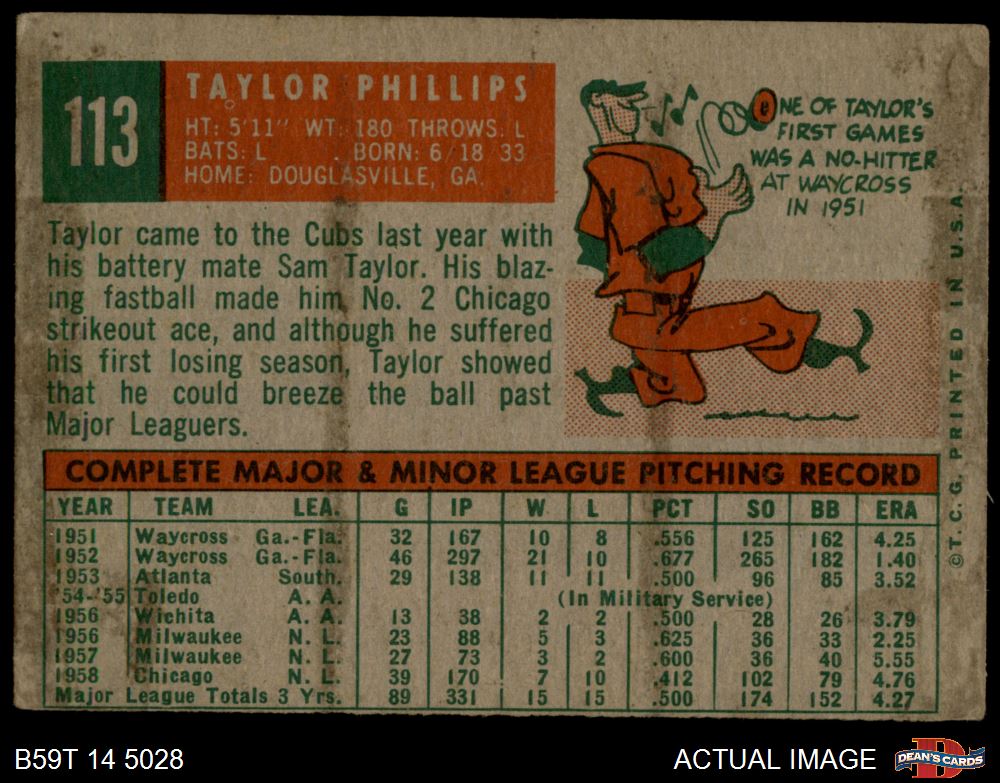 113
TAYLOR PHILLIPS
HT: 5'11" WT: 180 THROWS: L
BATS: L . BORN: 6/18/33
HOME: DOUGLASVILLE, GA.
ONE OF TAYLOR'S
FIRST GAMES
WAS A NO-HITTER
AT WAYCROSS
IN 1951
Taylor came to the Cubs last year with
his battery mate Sam Taylor. His blaz-
ing fastball made him No. 2 Chicago
strikeout ace, and although he suffered
his first losing season, Taylor showed
that he could breeze the ball past
Major Leaguers.
©T.C.G. PRINTED IN U.S.A.
COMPLETE MAJOR & MINOR LEAGUE PITCHING RECORD
YEAR TEAM LEA. G IP W L PCT SO BB ERA
1951 Waycross Ga.-Fla. 32 167 10 8 .556 125 162 4.25
1952 Waycross Ga.-Fla. 46 297 21 10 .677 265 182 1.40
1953 Atlanta South. 29 138 11 11 .500 96 85 3.52
'54-'55 Toledo A. A. (In Military Service)
1956 Wichita A. A. 13 38 2 2 .500 28 26 3.79
1956 Milwaukee N. L. 23 88 5 3 .625 36 33 2.25
1957 Milwaukee N. L. 27 73 3 2 .600 36 40 5.55
1958 Chicago N. L. 39 170 7 10 .412 102 79 4.76
Major League Totals 3 Yrs. 89 331 15 15 .500 174 152 4.27
B59T 14 5028 ACTUAL IMAGE
D
DEAN'S CARDS
.com